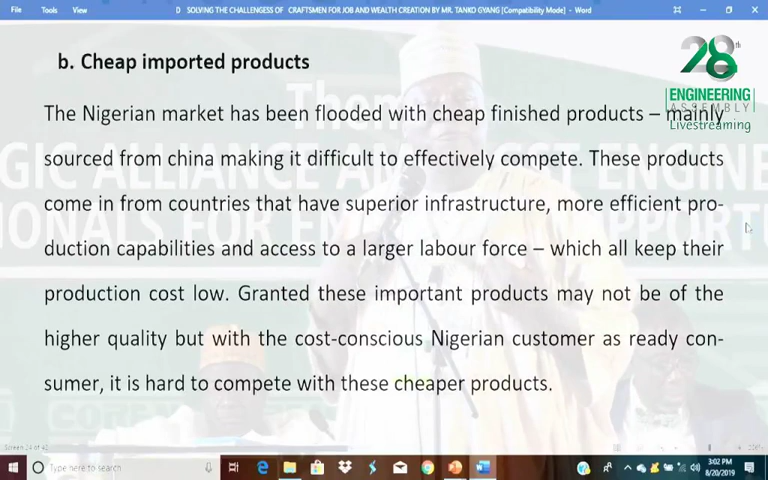 File Tools View D SOLVING THE CHALLENGESS OF CRAFTSMEN FOR JOB AND WEALTH CREATION BY MR. TANKO GYANG [Compatibility Mode] - Word
b. Cheap imported products
28th
ENGINEERING
ASSEMBLY
Livestreaming
The Nigerian market has been flooded with cheap finished products – mainly
sourced from china making it difficult to effectively compete. These products
come in from countries that have superior infrastructure, more efficient pro-
duction capabilities and access to a larger labour force – which all keep their
production cost low. Granted these important products may not be of the
higher quality but with the cost-conscious Nigerian customer as ready con-
sumer, it is hard to compete with these cheaper products.
Screen 24 of 42
Type here to search
3:02 PM
8/20/2019